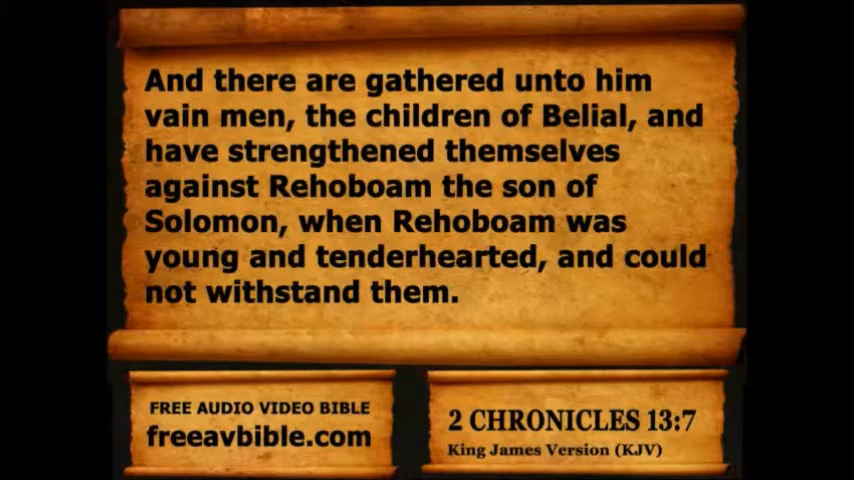 And there are gathered unto him
vain men, the children of Belial, and
have strengthened themselves
against Rehoboam the son of
Solomon, when Rehoboam was
young and tenderhearted, and could
not withstand them.
FREE AUDIO VIDEO BIBLE
freeavbible.com
2 CHRONICLES 13:7
King James Version (KJV)